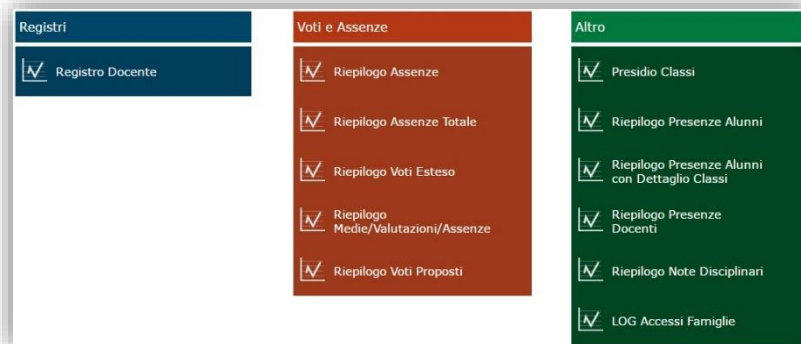 Registri
Registro Docente
Voti e Assenze
Riepilogo Assenze
Riepilogo Assenze Totale
Riepilogo Voti Esteso
Riepilogo
Medie/Valutazioni/Assenze
Riepilogo Voti Proposti
Altro
Presidio Classi
Riepilogo Presenze Alunni
Riepilogo Presenze Alunni
con Dettaglio Classi
Riepilogo Presenze
Docenti
Riepilogo Note Disciplinari
LOG Accessi Famiglie